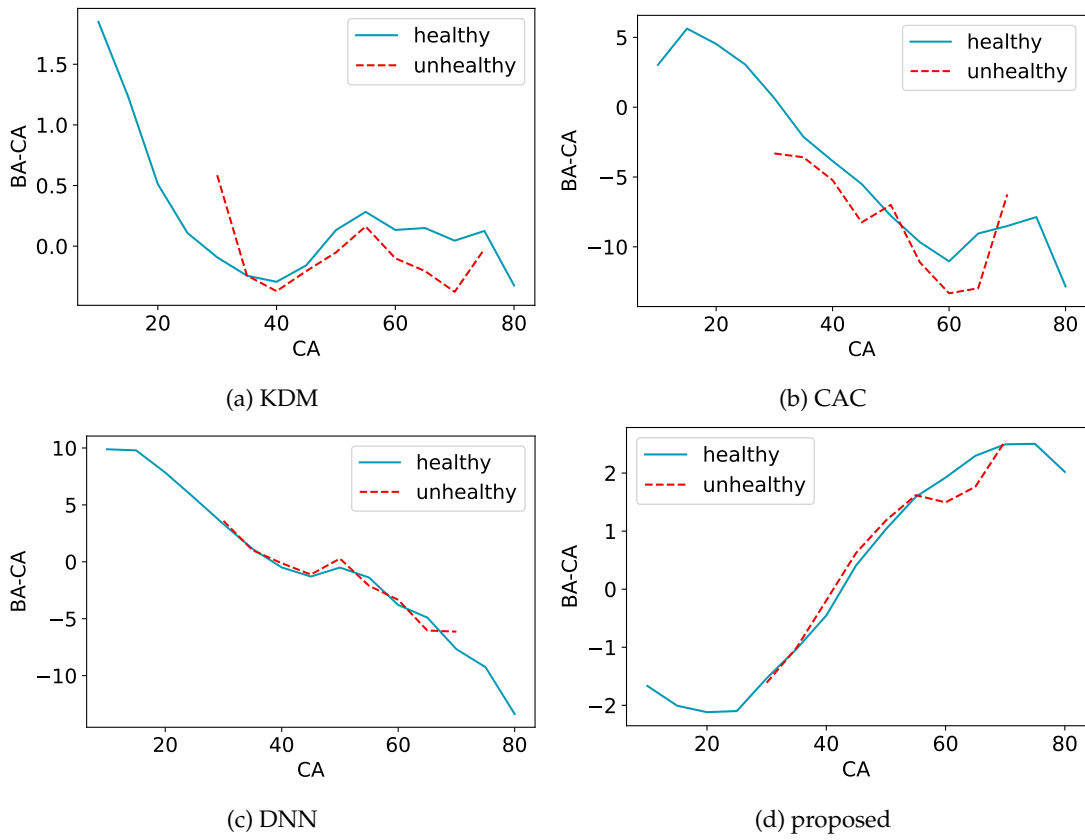 healthy
unhealthy
1.5
1.0
0.5
0.0
BA-CA
20
40
60
80
CA
(a) KDM
healthy
unhealthy
5
0
−5
−10
BA-CA
20
40
60
80
CA
(b) CAC
healthy
unhealthy
10
5
0
−5
−10
BA-CA
20
40
60
80
CA
(c) DNN
healthy
unhealthy
2
1
0
−1
−2
BA-CA
20
40
60
80
CA
(d) proposed